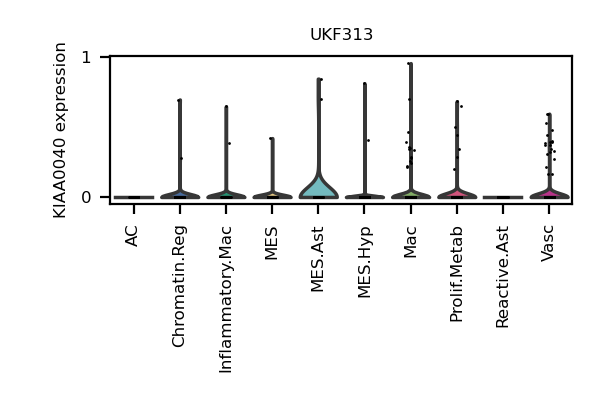 UKF313
KIAA0040 expression
1
0
AC
Chromatin.Reg
Inflammatory.Mac
MES
MES.Ast
MES.Hyp
Mac
Prolif.Metab
Reactive.Ast
Vasc